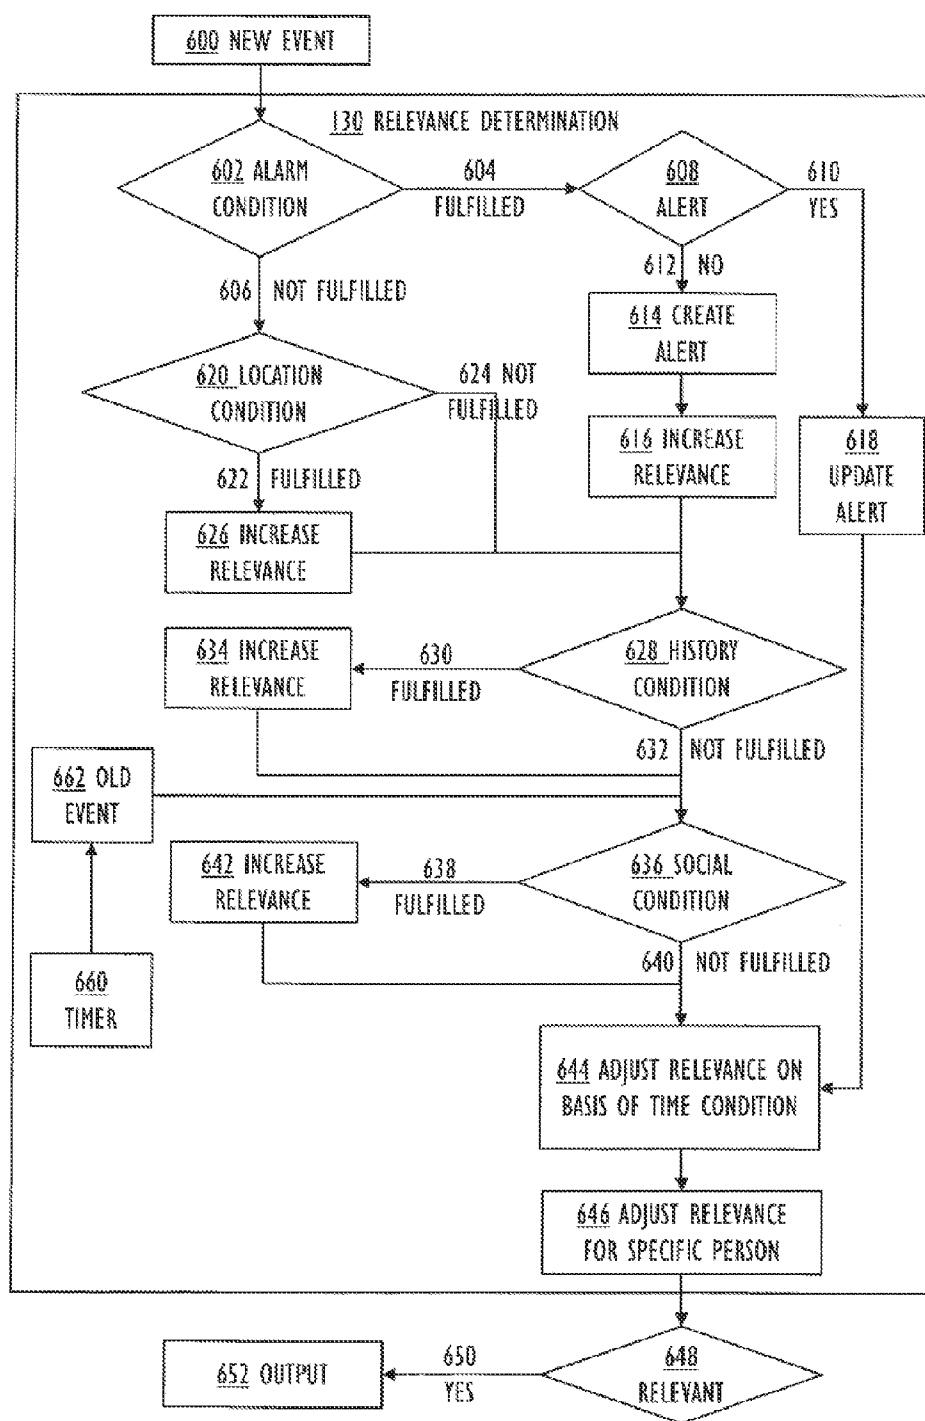 600 NEW EVENT
130 RELEVANCE DETERMINATION
602 ALARM
CONDITION
604
FULFILLED
608
ALERT
610
YES
606 NOT FULFILLED
612 NO
614 CREATE
ALERT
620 LOCATION
CONDITION
624 NOT
FULFILLED
616 INCREASE
RELEVANCE
618
UPDATE
ALERT
622 FULFILLED
626 INCREASE
RELEVANCE
634 INCREASE
RELEVANCE
630
FULFILLED
628 HISTORY
CONDITION
632 NOT FULFILLED
662 OLD
EVENT
642 INCREASE
RELEVANCE
638
FULFILLED
636 SOCIAL
CONDITION
640 NOT FULFILLED
660
TIMER
644 ADJUST RELEVANCE ON
BASIS OF TIME CONDITION
646 ADJUST RELEVANCE
FOR SPECIFIC PERSON
652 OUTPUT
650
YES
648
RELEVANT